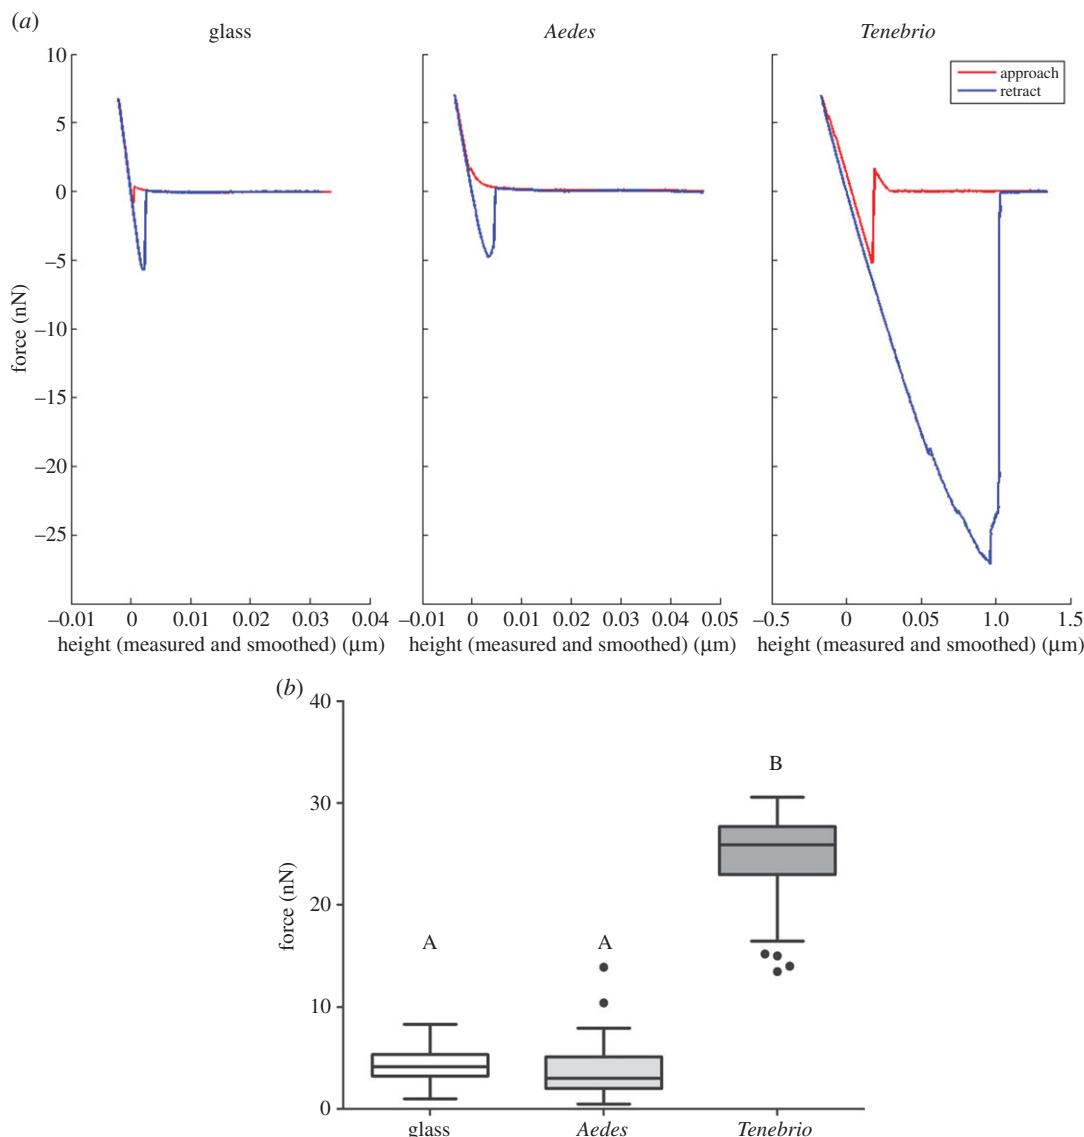 (a)
glass
Aedes
Tenebrio
approach
retract
10
5
0
−5
−10
−15
−20
−25
force (nN)
−0.01 0 0.01 0.02 0.03 0.04
−0.01 0 0.01 0.02 0.03 0.04 0.05
−0.5 0 0.05 1.0 1.5
height (measured and smoothed) (μm)
height (measured and smoothed) (μm)
height (measured and smoothed) (μm)
(b)
40
30
20
10
0
force (nN)
A
A
B
glass
Aedes
Tenebrio